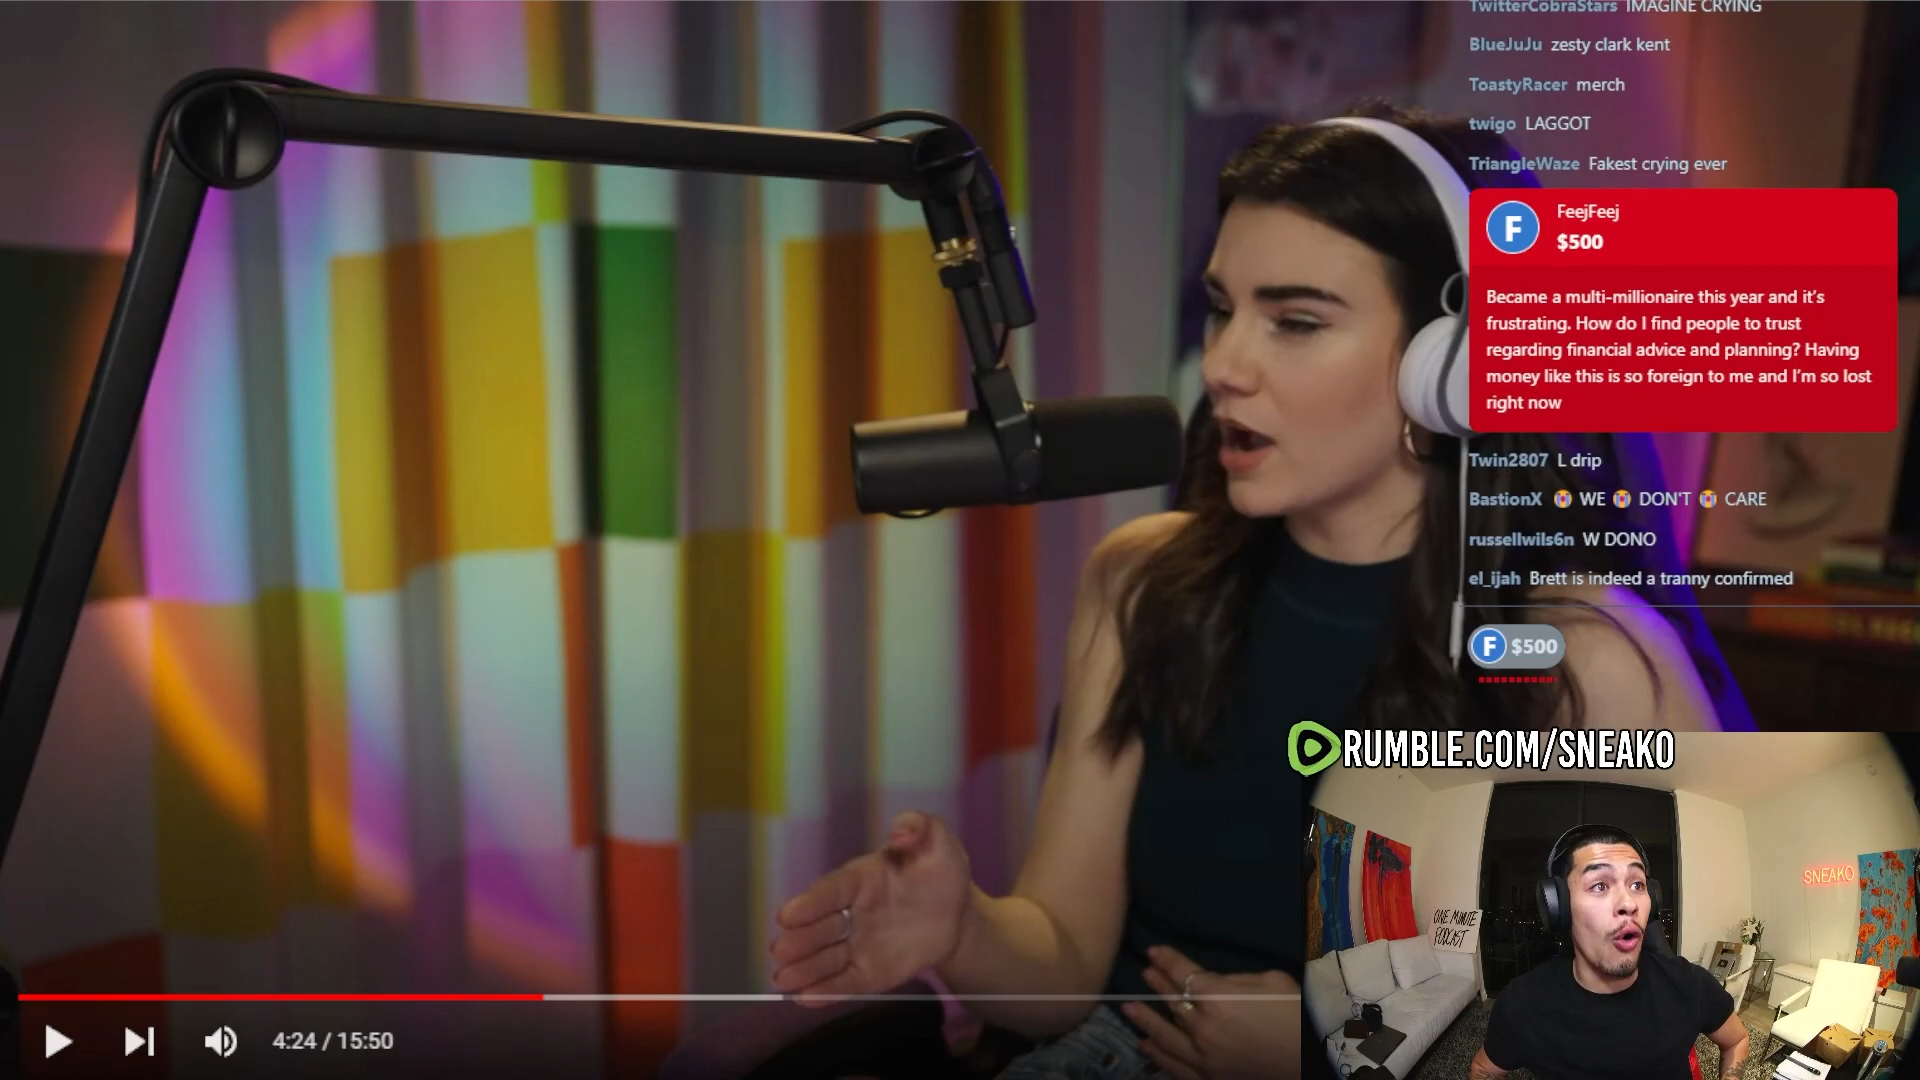 TwitterCobraStars IMAGINE CRYING
BlueJuJu zesty clark kent
ToastyRacer merch
twigo LAGGOT
TriangleWaze Fakest crying ever
F
FeejFeej
$500
Became a multi-millionaire this year and it's
frustrating. How do I find people to trust
regarding financial advice and planning? Having
money like this is so foreign to me and I'm so lost
right now
Twin2807 L drip
BastionX 😭 WE 😭 DON'T 😭 CARE
russellwils6n W DONO
el_ijah Brett is indeed a tranny confirmed
F $500
RUMBLE.COM/SNEAKO
SNEAKO
ONE MINUTE
PODCAST
4:24 / 15:50